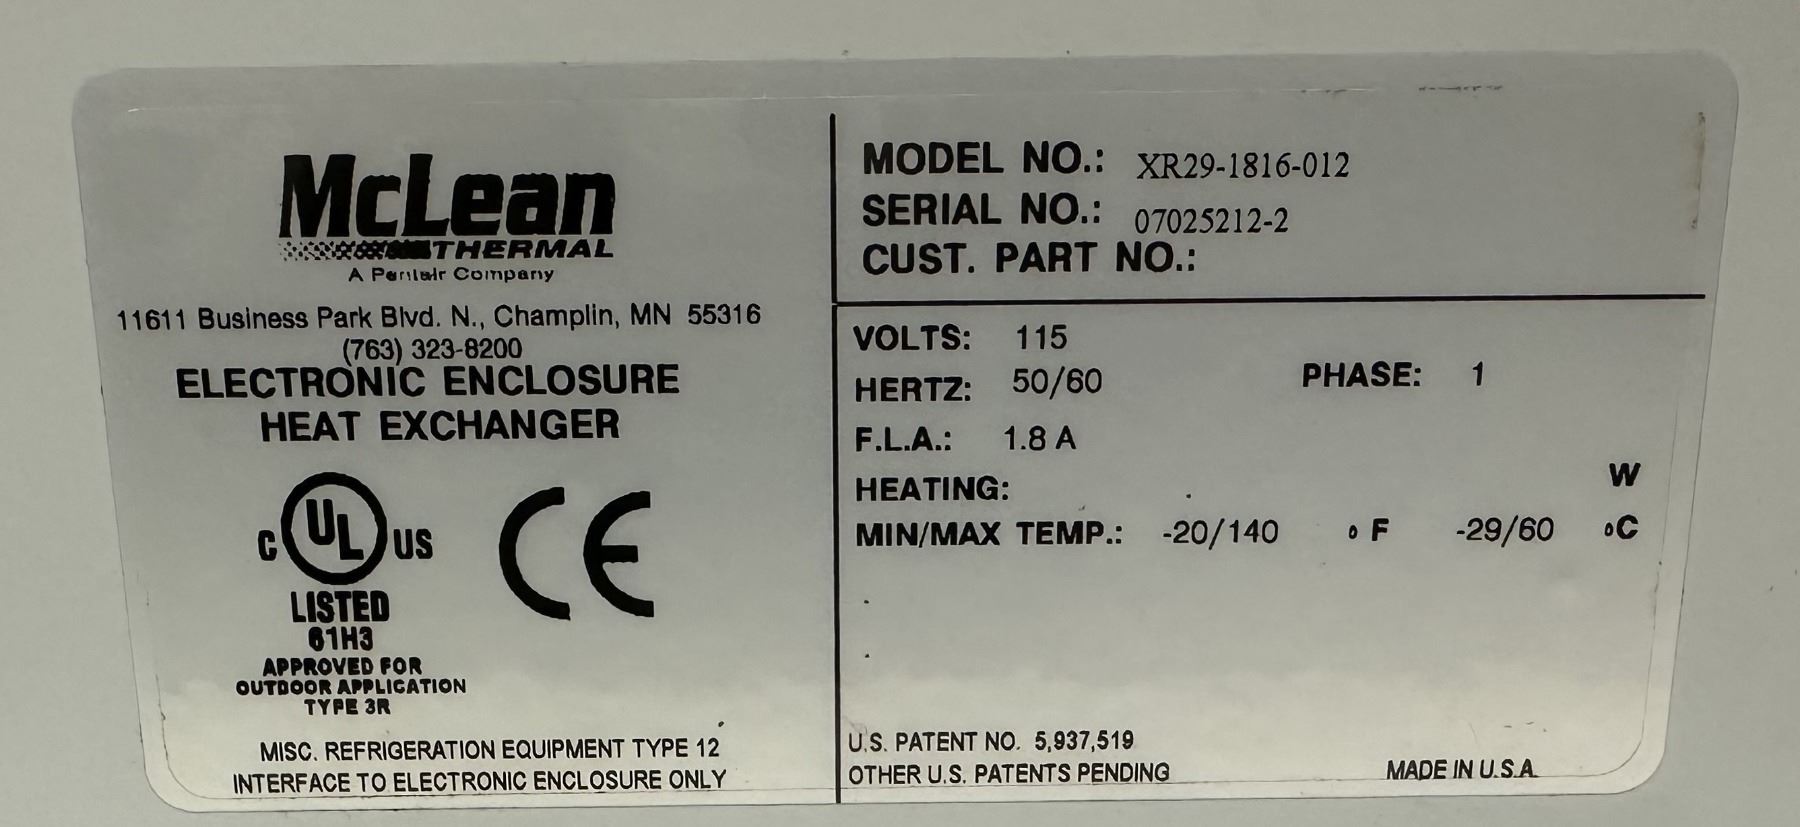 McLean
THERMAL
A Pentair Company
11611 Business Park Blvd. N., Champlin, MN 55316
(763) 323-8200
ELECTRONIC ENCLOSURE
HEAT EXCHANGER
C UL US CE
LISTED
61H3
APPROVED FOR
OUTDOOR APPLICATION
TYPE 3R
MISC. REFRIGERATION EQUIPMENT TYPE 12
INTERFACE TO ELECTRONIC ENCLOSURE ONLY
MODEL NO.: XR29-1816-012
SERIAL NO.: 07025212-2
CUST. PART NO.:
VOLTS: 115
HERTZ: 50/60 PHASE: 1
F.L.A.: 1.8 A
HEATING: W
MIN/MAX TEMP.: -20/140 °F -29/60 °C
U.S. PATENT NO. 5,937,519
OTHER U.S. PATENTS PENDING
MADE IN U.S.A.